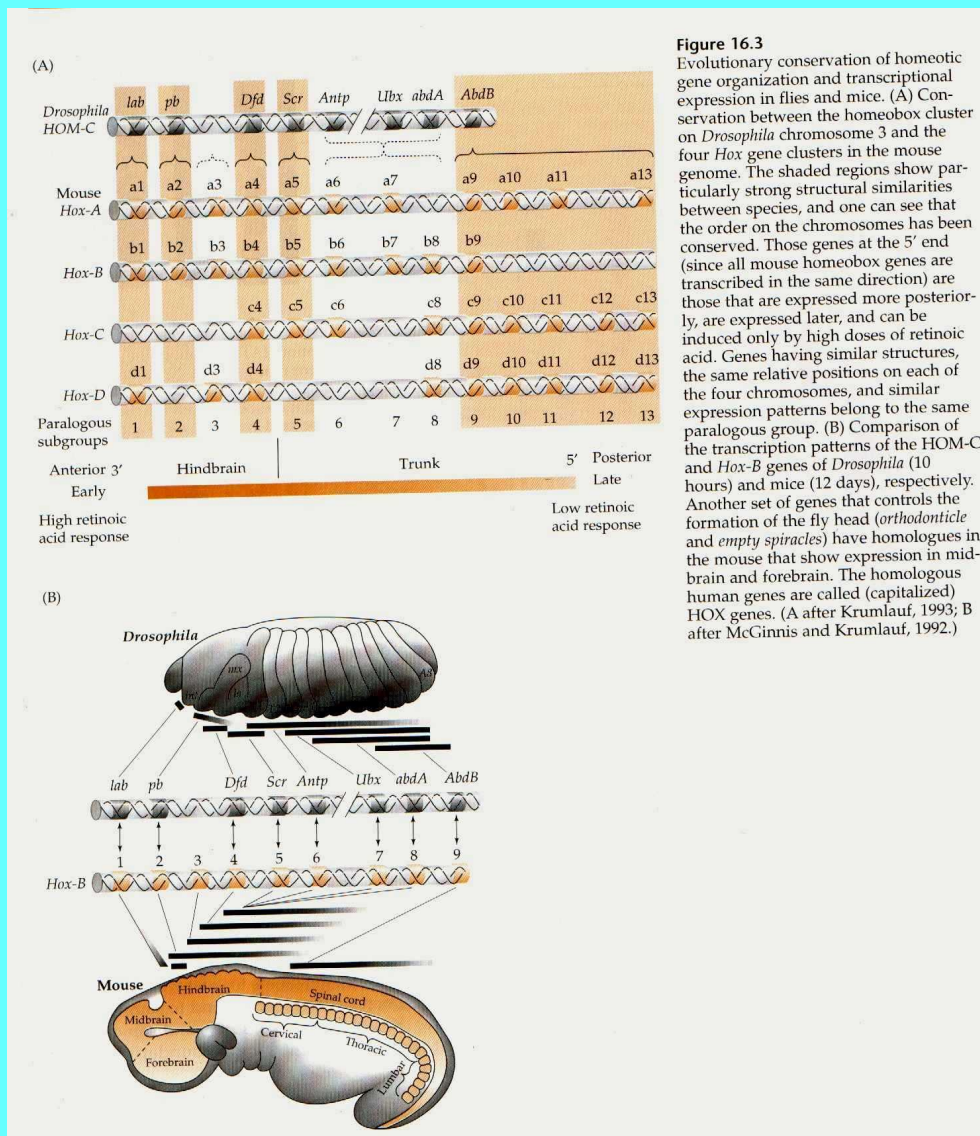 Figure 16.3
Evolutionary conservation of homeotic
gene organization and transcriptional
expression in flies and mice. (A) Con-
servation between the homeobox cluster
on Drosophila chromosome 3 and the
four Hox gene clusters in the mouse
genome. The shaded regions show par-
ticularly strong structural similarities
between species, and one can see that
the order on the chromosomes has been
conserved. Those genes at the 5' end
(since all mouse homeobox genes are
transcribed in the same direction) are
those that are expressed more posterior-
ly, are expressed later, and can be
induced only by high doses of retinoic
acid. Genes having similar structures,
the same relative positions on each of
the four chromosomes, and similar
expression patterns belong to the same
paralogous group. (B) Comparison of
the transcription patterns of the HOM-C
and Hox-B genes of Drosophila (10
hours) and mice (12 days), respectively.
Another set of genes that controls the
formation of the fly head (orthodonticle
and empty spiracles) have homologues in
the mouse that show expression in mid-
brain and forebrain. The homologous
human genes are called (capitalized)
HOX genes. (A after Krumlauf, 1993; B
after McGinnis and Krumlauf, 1992.)
(A)
lab pb Dfd Scr Antp Ubx abdA AbdB
Drosophila
HOM-C
a1 a2 a3 a4 a5 a6 a7 a9 a10 a11 a13
Mouse
Hox-A
b1 b2 b3 b4 b5 b6 b7 b8 b9
Hox-B
c4 c5 c6 c8 c9 c10 c11 c12 c13
Hox-C
d1 d3 d4 d8 d9 d10 d11 d12 d13
Hox-D
Paralogous
subgroups
1 2 3 4 5 6 7 8 9 10 11 12 13
Anterior 3' Hindbrain Trunk 5' Posterior
Early Late
High retinoic
acid response
Low retinoic
acid response
(B)
Drosophila
mx
A8
lab pb Dfd Scr Antp Ubx abdA AbdB
1 2 3 4 5 6 7 8 9
Hox-B
Mouse
Hindbrain
Spinal cord
Midbrain
Cervical
Thoracic
Forebrain
Lumbar